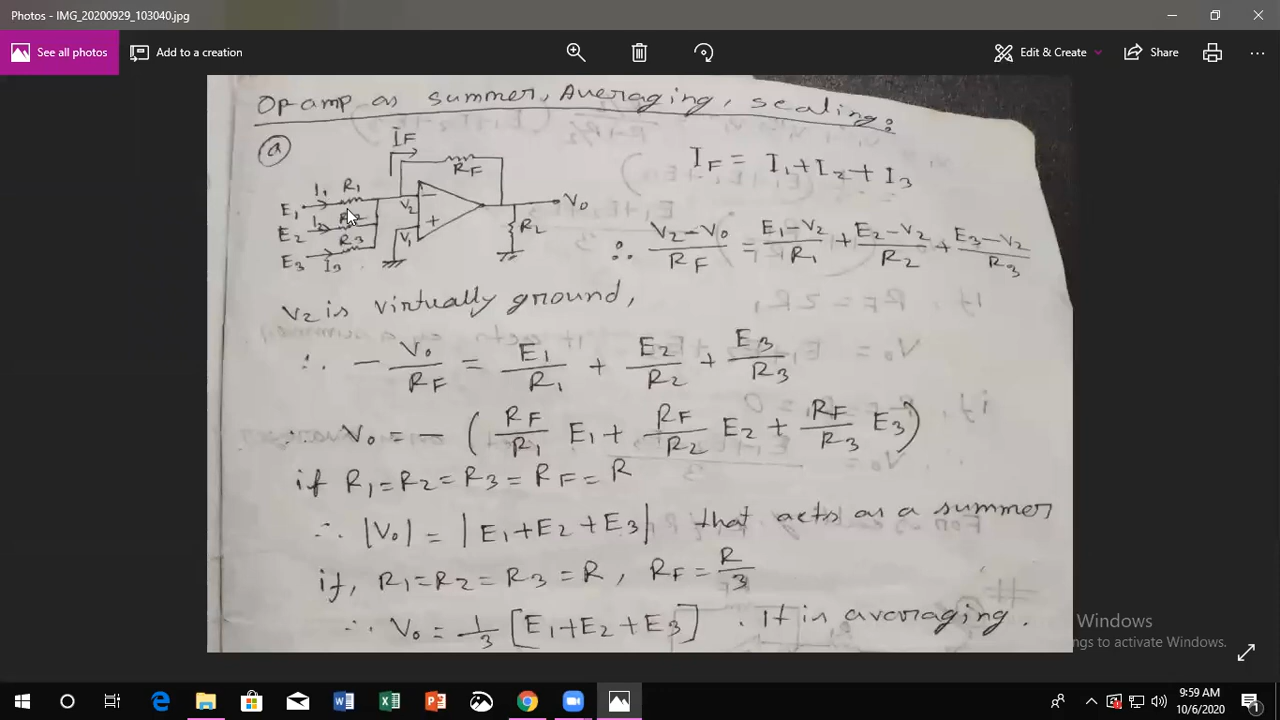 Photos - IMG_20200929_103040.jpg
See all photos
Add to a creation
Edit & Create
Share
OP amp as summer, Averaging, scaling:
(a)
IF
RF
I1 R1
E1
I2
E2
R3
E3
I3
V2
V1
-
+
Vo
RL
IF = I1 + I2 + I3
∴ (V2 - Vo)/RF = (E1 - V2)/R1 + (E2 - V2)/R2 + (E3 - V2)/R3
V2 is virtually ground,
∴ - Vo/RF = E1/R1 + E2/R2 + E3/R3
∴ Vo = - (RF/R1 E1 + RF/R2 E2 + RF/R3 E3)
if R1 = R2 = R3 = RF = R
∴ |Vo| = |E1 + E2 + E3| that acts as a summer
if, R1 = R2 = R3 = R, RF = R/3
∴ Vo = 1/3 [E1 + E2 + E3] . It is averaging.
Windows
ngs to activate Windows.
9:59 AM
10/6/2020